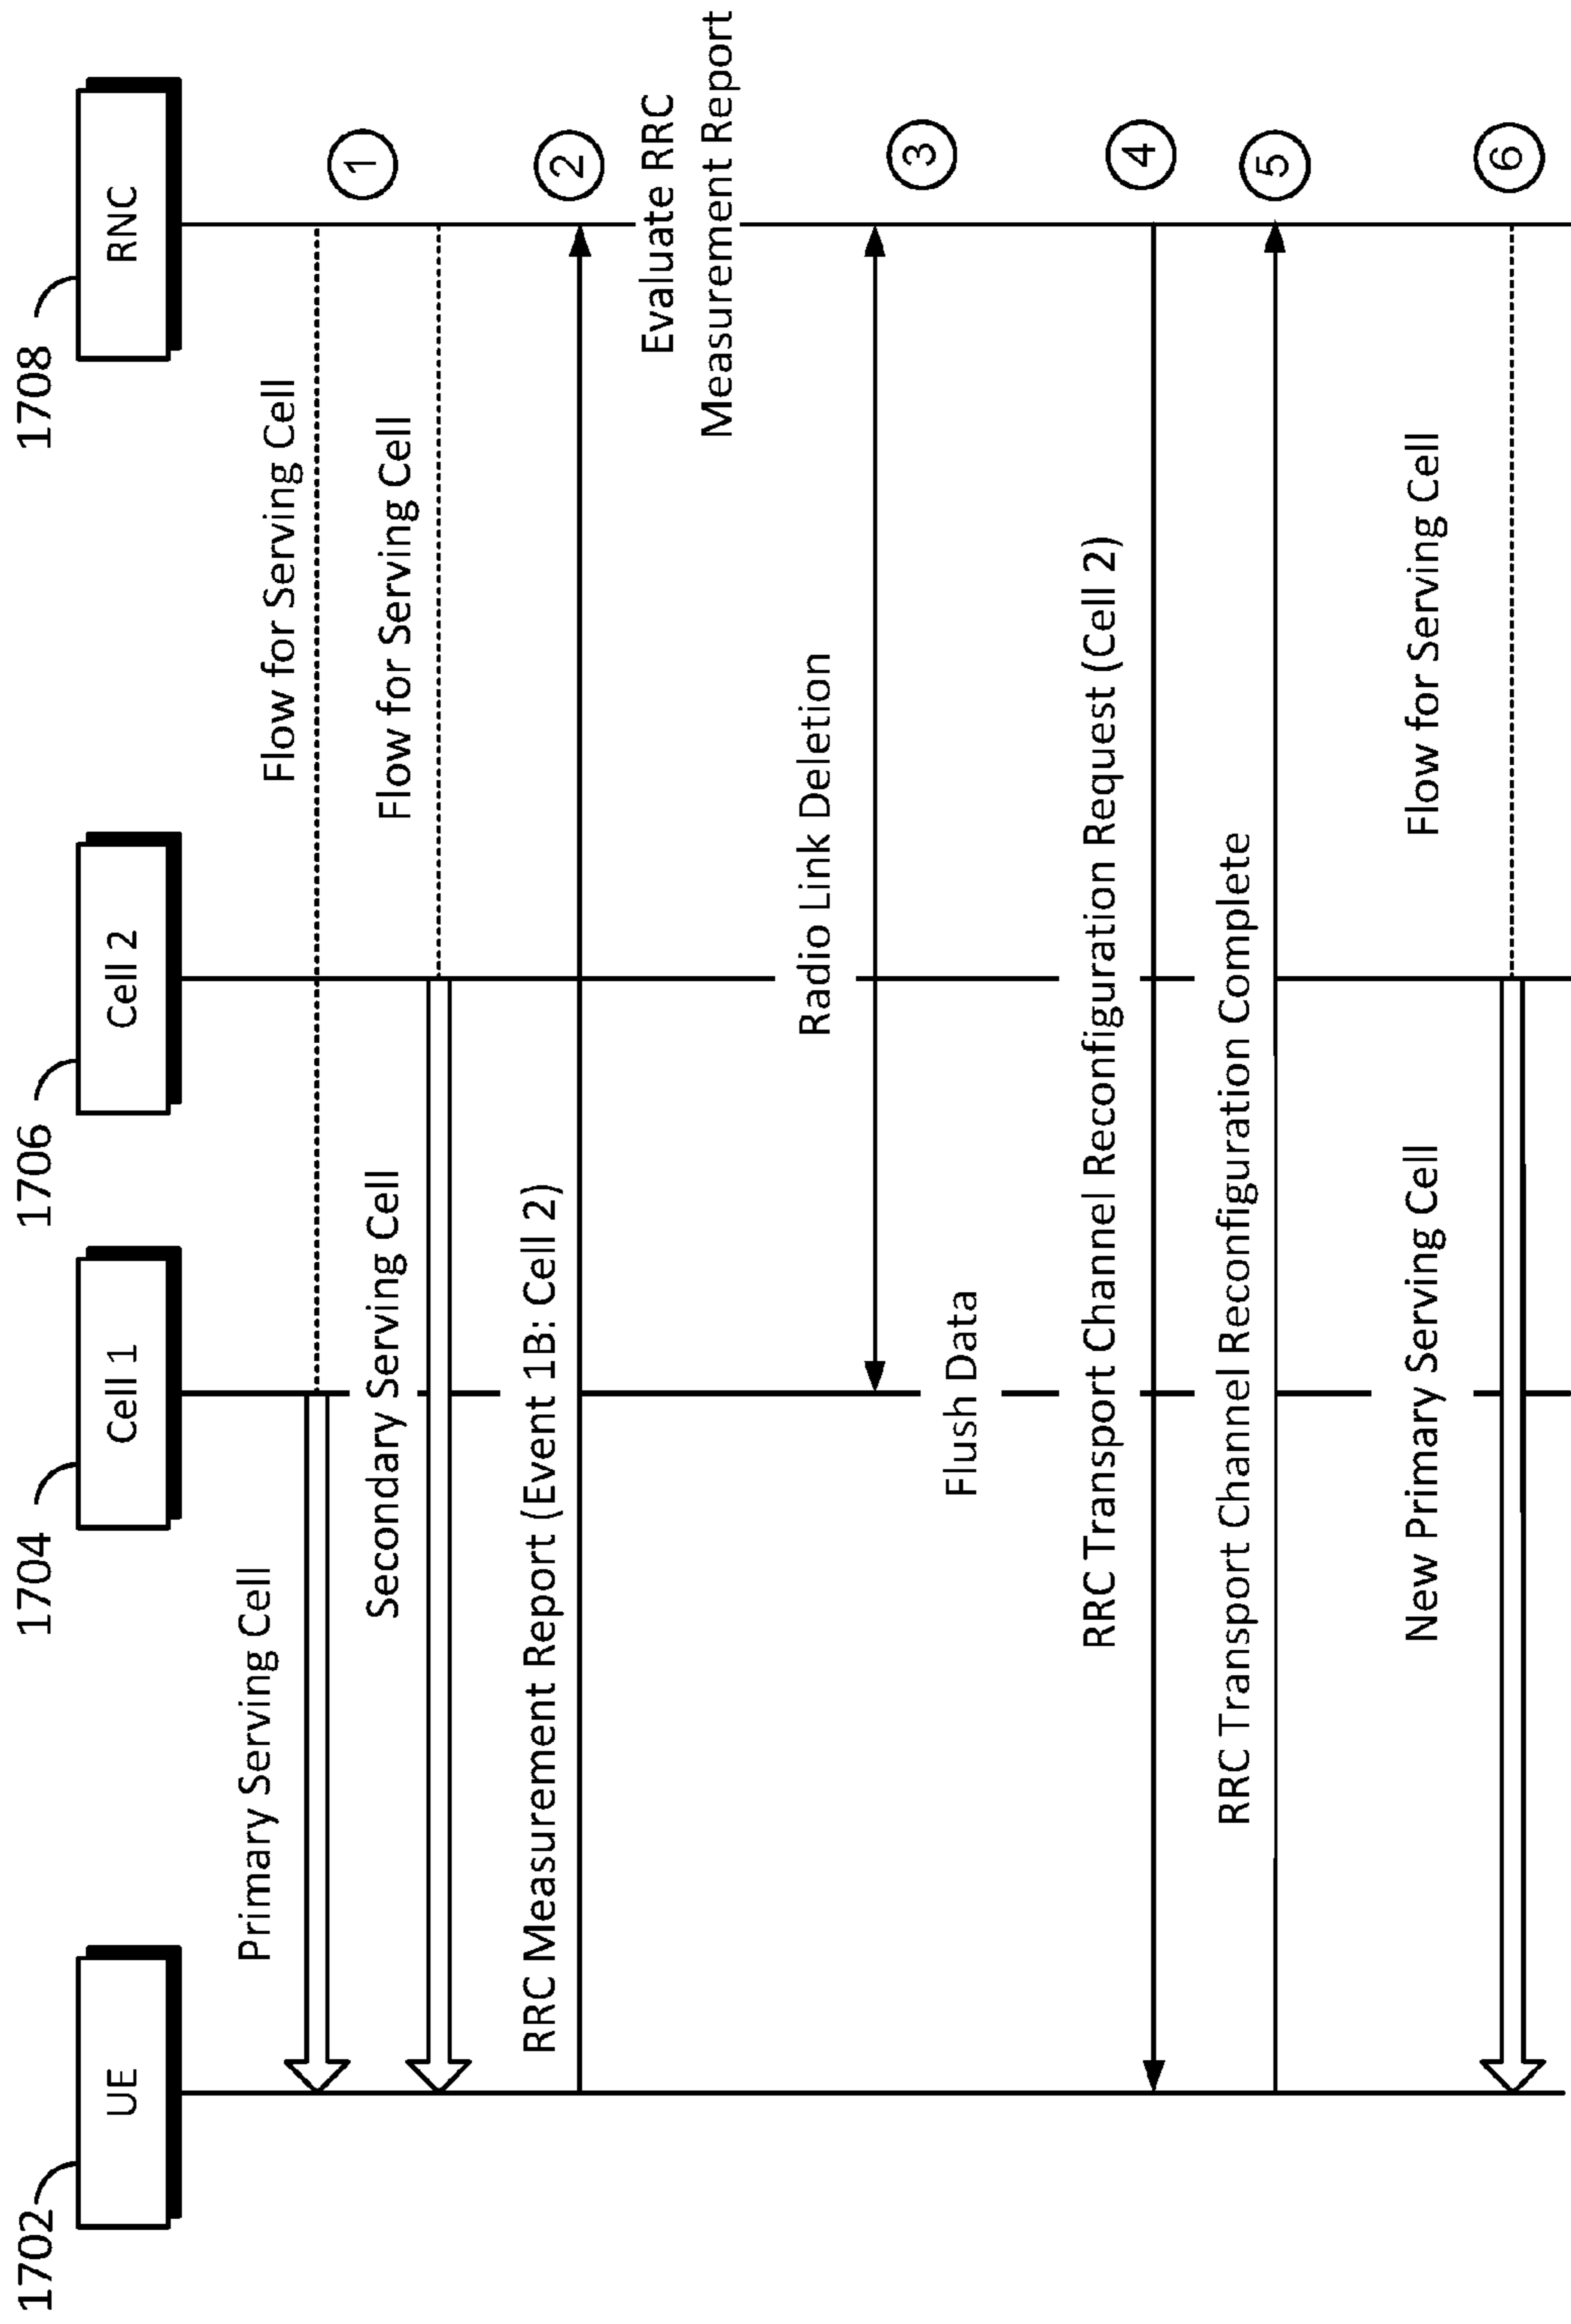 1702
1704
1706
1708
UE
Cell 1
Cell 2
RNC
Primary Serving Cell
Flow for Serving Cell
1
Secondary Serving Cell
Flow for Serving Cell
RRC Measurement Report (Event 1B: Cell 2)
2
Evaluate RRC
Measurement Report
Radio Link Deletion
3
Flush Data
RRC Transport Channel Reconfiguration Request (Cell 2)
4
RRC Transport Channel Reconfiguration Complete
5
New Primary Serving Cell
Flow for Serving Cell
6